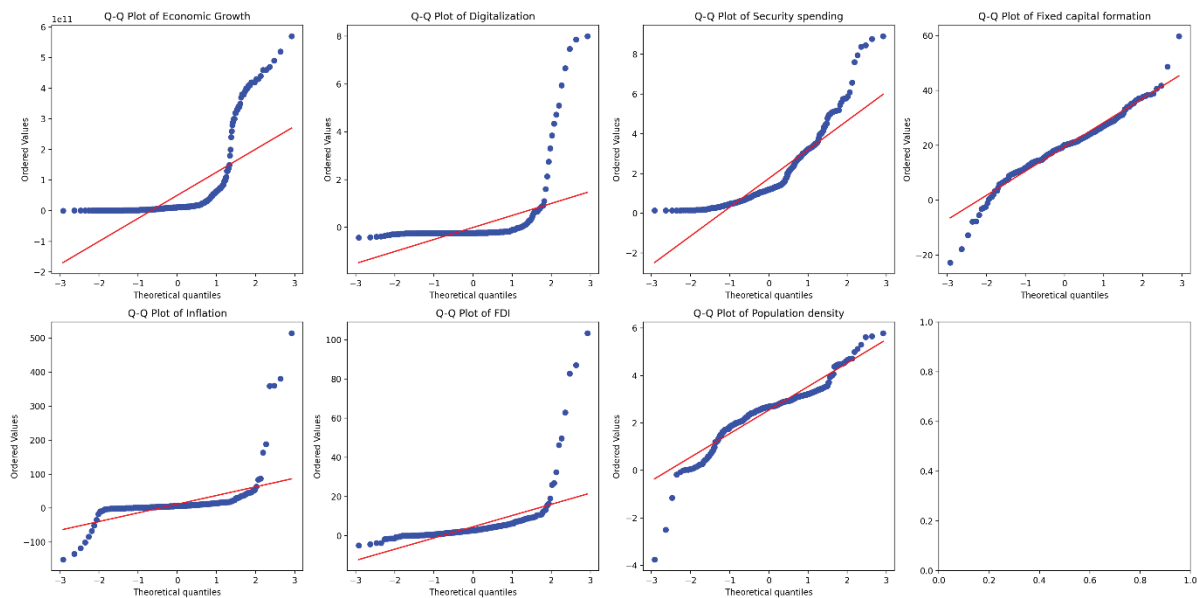 Q-Q Plot of Economic Growth
1e11
6
5
4
3
2
1
0
−1
−2
Ordered Values
−3 −2 −1 0 1 2 3
Theoretical quantiles
Q-Q Plot of Digitalization
8
6
4
2
0
−2
Ordered Values
−3 −2 −1 0 1 2 3
Theoretical quantiles
Q-Q Plot of Security spending
8
6
4
2
0
2
Ordered Values
−3 −2 −1 0 1 2 3
Theoretical quantiles
Q-Q Plot of Fixed capital formation
60
40
20
0
−20
Ordered Values
−3 −2 −1 0 1 2 3
Theoretical quantiles
Q-Q Plot of Inflation
500
400
300
200
100
0
−100
Ordered Values
−3 −2 −1 0 1 2 3
Theoretical quantiles
Q-Q Plot of FDI
100
80
60
40
20
0
Ordered Values
−3 −2 −1 0 1 2 3
Theoretical quantiles
Q-Q Plot of Population density
6
4
2
0
2
−4
Ordered Values
−3 −2 −1 0 1 2 3
Theoretical quantiles
1.0
0.8
0.6
0.4
0.2
0.0
0.0 0.2 0.4 0.6 0.8 1.0